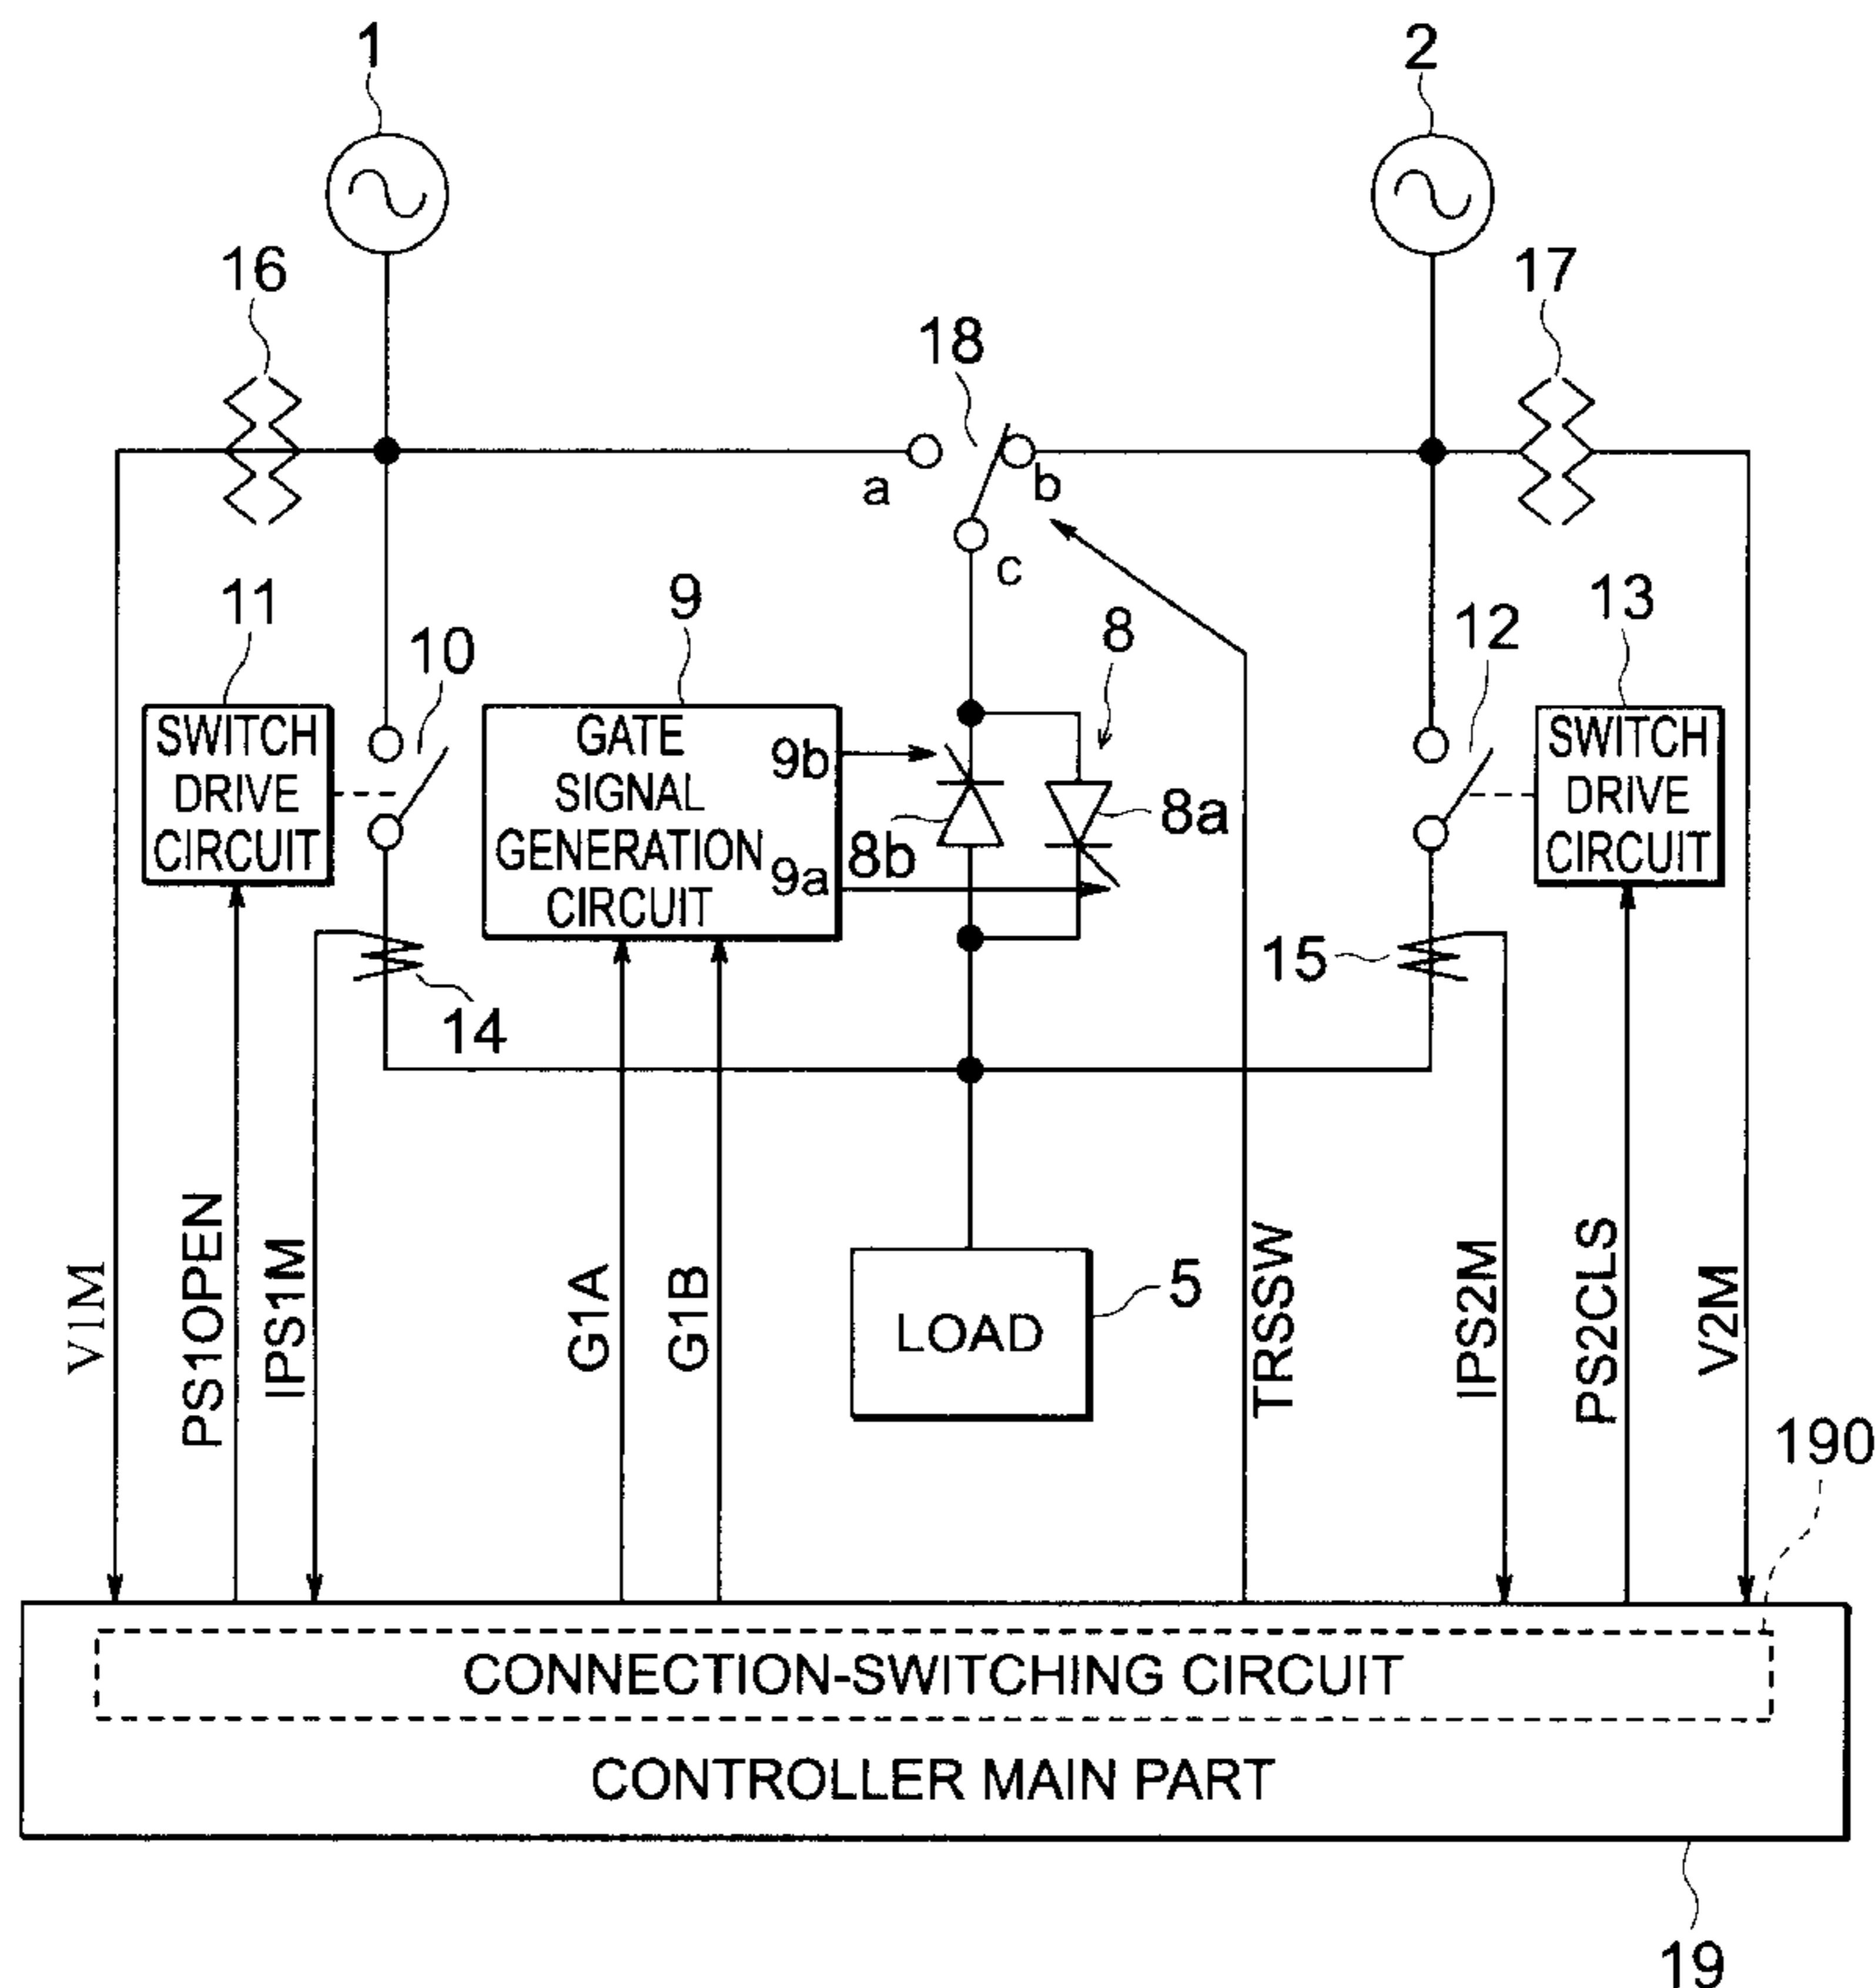 1
2
16
17
18
a
b
c
11
10
9
8
12
13
SWITCH
DRIVE
CIRCUIT
GATE
SIGNAL
GENERATION
CIRCUIT
9b
9a
8b
8a
SWITCH
DRIVE
CIRCUIT
14
15
V1M
PS1OPEN
IPS1M
G1A
G1B
LOAD
5
TRSSW
IPS2M
PS2CLS
V2M
190
CONNECTION-SWITCHING CIRCUIT
CONTROLLER MAIN PART
19